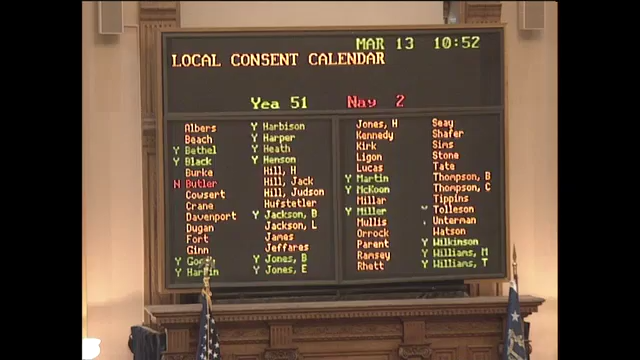 MAR 13 10:52
LOCAL CONSENT CALENDAR
Yea 51 Nay 2
Albers
Beach
Y Bethel
Y Black
Burke
N Butler
Cowsert
Crane
Davenport
Dugan
Fort
Ginn
Y
Y
Y Harbison
Y Harper
Y Heath
Y Henson
Hill, H
Hill, Jack
Hill, Judson
Hufstetler
Y Jackson, B
Jackson, L
James
Jeffares
Y Jones, B
Y Jones, E
Jones, H
Kennedy
Kirk
Ligon
Lucas
Y Martin
Y McKoon
Millar
Y Miller
Mullis
Orrock
Parent
Ramsey
Rhett
Seay
Shafer
Sims
Stone
Tate
Thompson, B
Thompson, C
Tippins
Tolleson
Unterman
Watson
Y Wilkinson
Y Williams, M
Y Williams, T